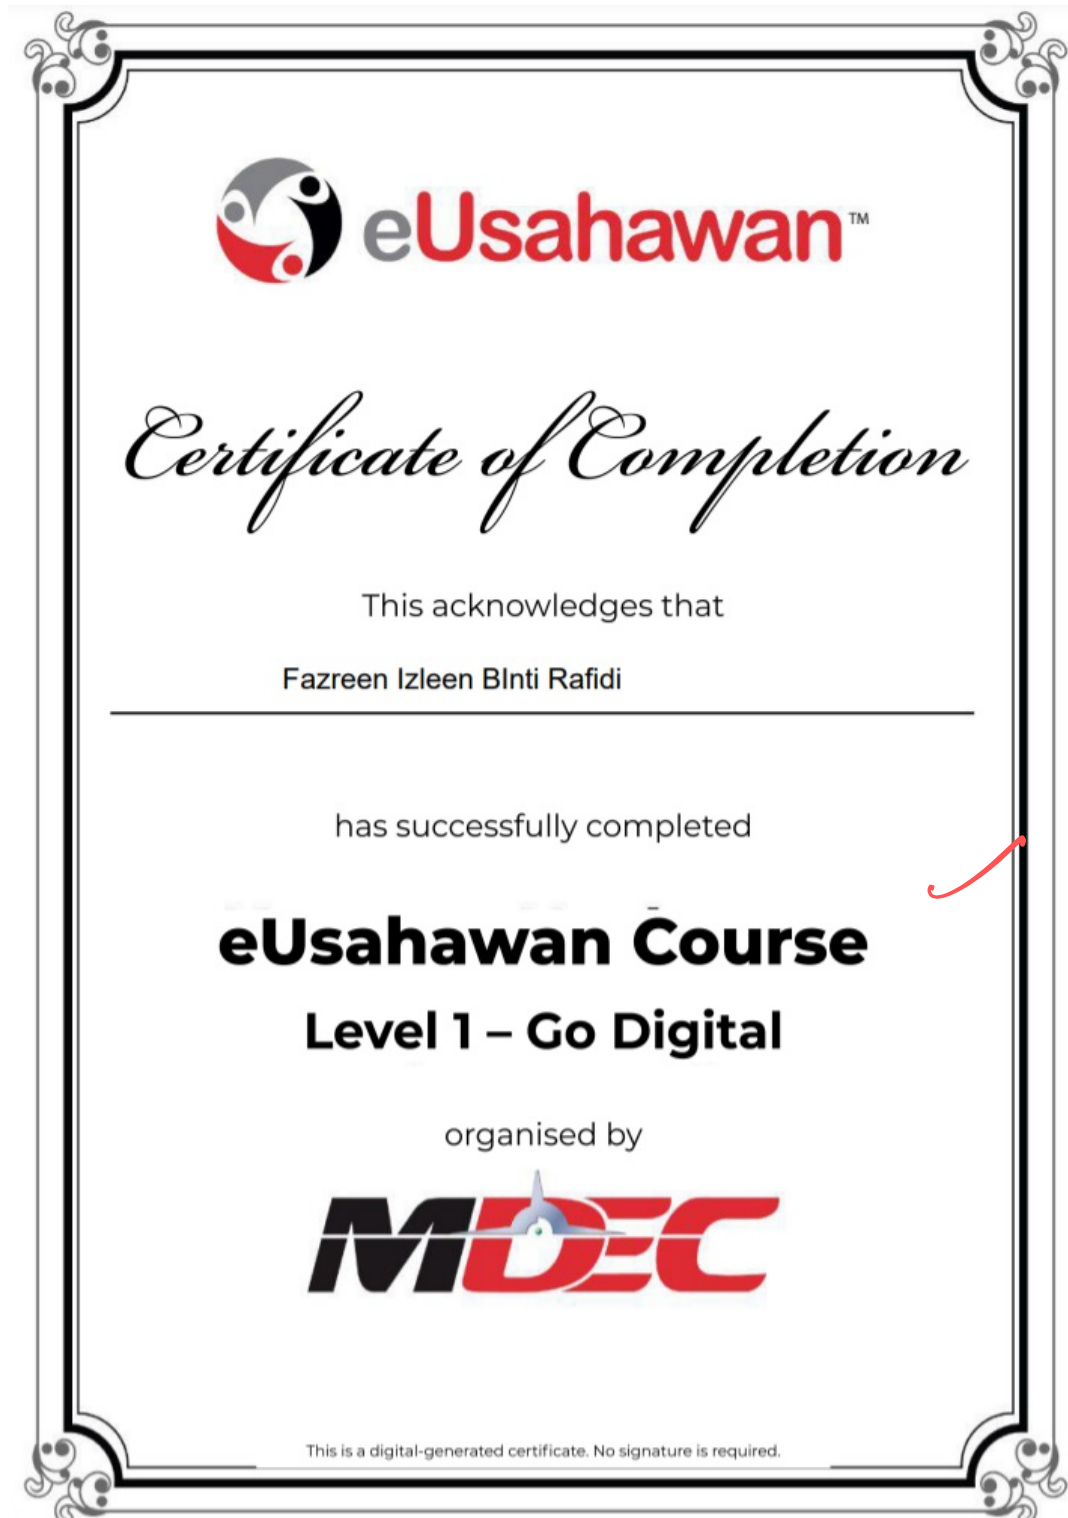 eUsahawan™
Certificate of Completion
This acknowledges that
Fazreen Izleen BInti Rafidi
has successfully completed
eUsahawan Course
Level 1 – Go Digital
organised by
MDEC
This is a digital-generated certificate. No signature is required.